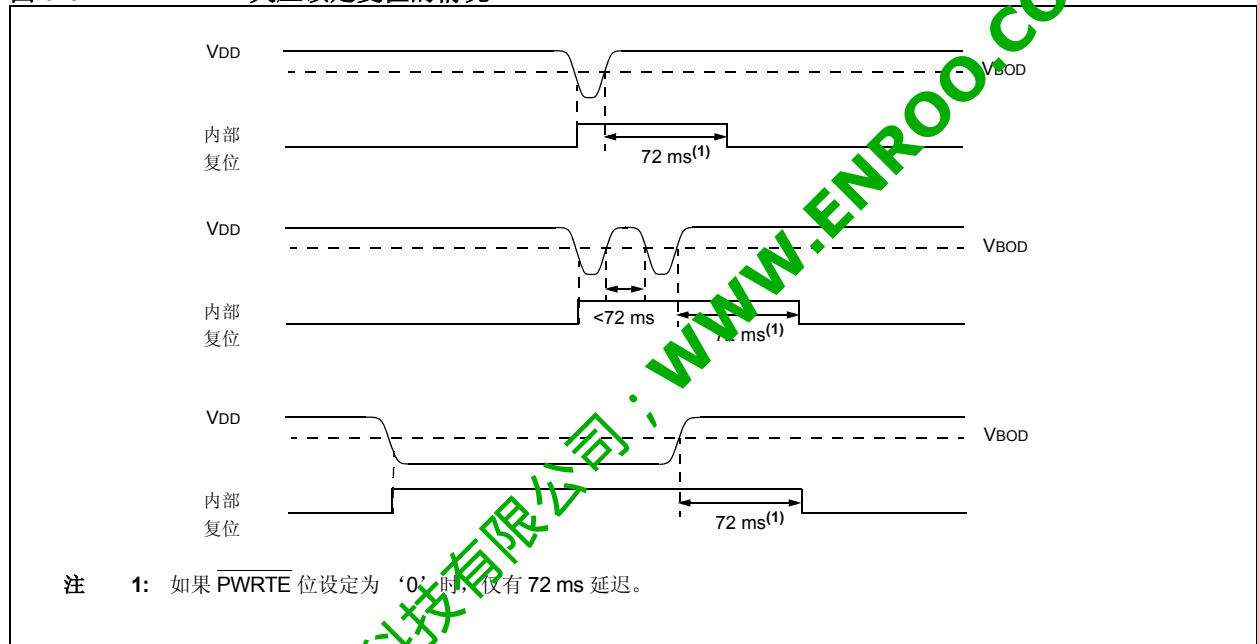 VDD
VBOD
内部
复位
72 ms(1)
VDD
VBOD
内部
复位
<72 ms
72 ms(1)
VDD
VBOD
内部
复位
72 ms(1)
注 1: 如果 PWRTE 位设定为 ‘0’ 时，仅有 72 ms 延迟。
科技有限公司；WWW.ENROO.CO